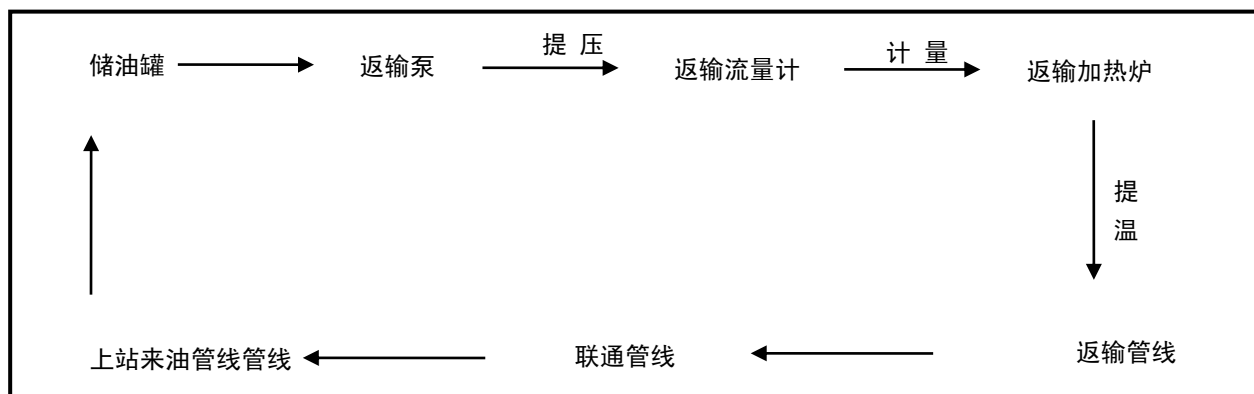 储油罐
返输泵
提 压
返输流量计
计 量
返输加热炉
提
温
返输管线
联通管线
上站来油管线管线